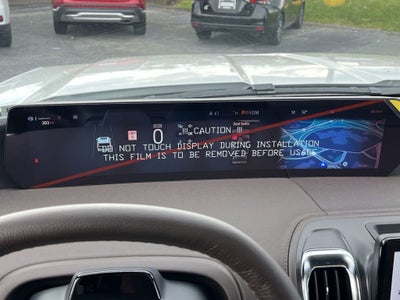 0
!!! CAUTION !!!
DO NOT TOUCH DISPLAY DURING INSTALLATION
THIS FILM IS TO BE REMOVED BEFORE USAGE